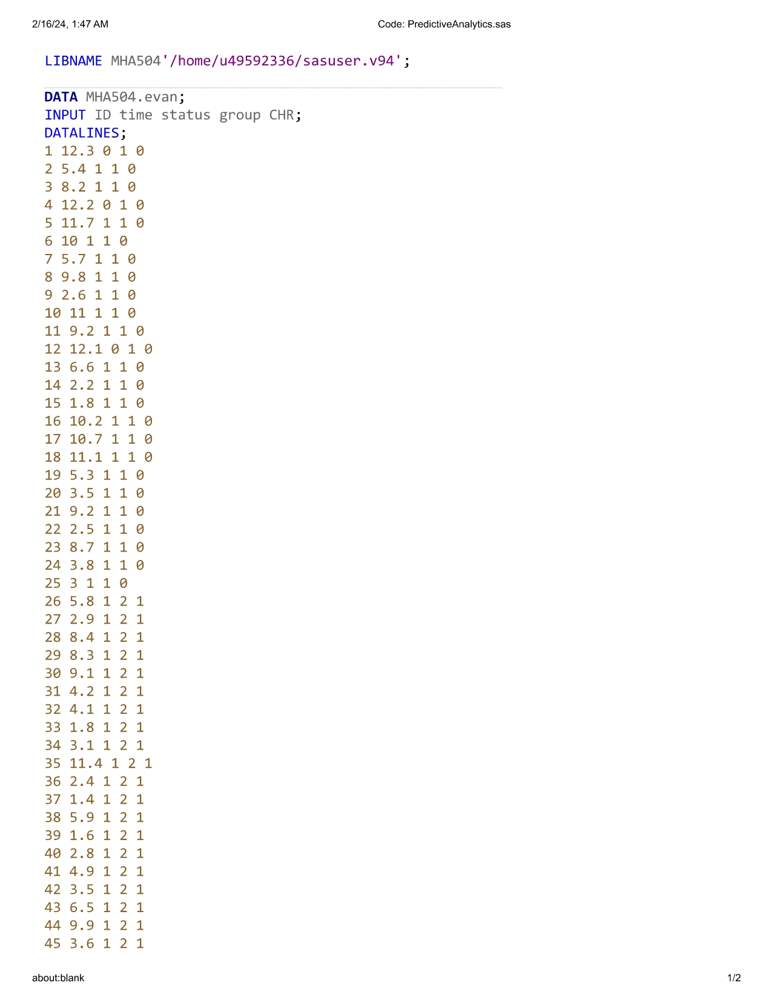 2/16/24, 1:47 AM
Code: PredictiveAnalytics.sas
LIBNAME MHA504'/home/u49592336/sasuser.v94';
DATA MHA504.evan;
INPUT ID time status group CHR;
DATALINES;
1 12.3 0 1 0
2 5.4 1 1 0
3 8.2 1 1 0
4 12.2 0 1 0
5 11.7 1 1 0
6 10 1 1 0
7 5.7 1 1 0
8 9.8 1 1 0
9 2.6 1 1 0
10 11 1 1 0
11 9.2 1 1 0
12 12.1 0 1 0
13 6.6 1 1 0
14 2.2 1 1 0
15 1.8 1 1 0
16 10.2 1 1 0
17 10.7 1 1 0
18 11.1 1 1 0
19 5.3 1 1 0
20 3.5 1 1 0
21 9.2 1 1 0
22 2.5 1 1 0
23 8.7 1 1 0
24 3.8 1 1 0
25 3 1 1 0
26 5.8 1 2 1
27 2.9 1 2 1
28 8.4 1 2 1
29 8.3 1 2 1
30 9.1 1 2 1
31 4.2 1 2 1
32 4.1 1 2 1
33 1.8 1 2 1
34 3.1 1 2 1
35 11.4 1 2 1
36 2.4 1 2 1
37 1.4 1 2 1
38 5.9 1 2 1
39 1.6 1 2 1
40 2.8 1 2 1
41 4.9 1 2 1
42 3.5 1 2 1
43 6.5 1 2 1
44 9.9 1 2 1
45 3.6 1 2 1
about:blank
1/2